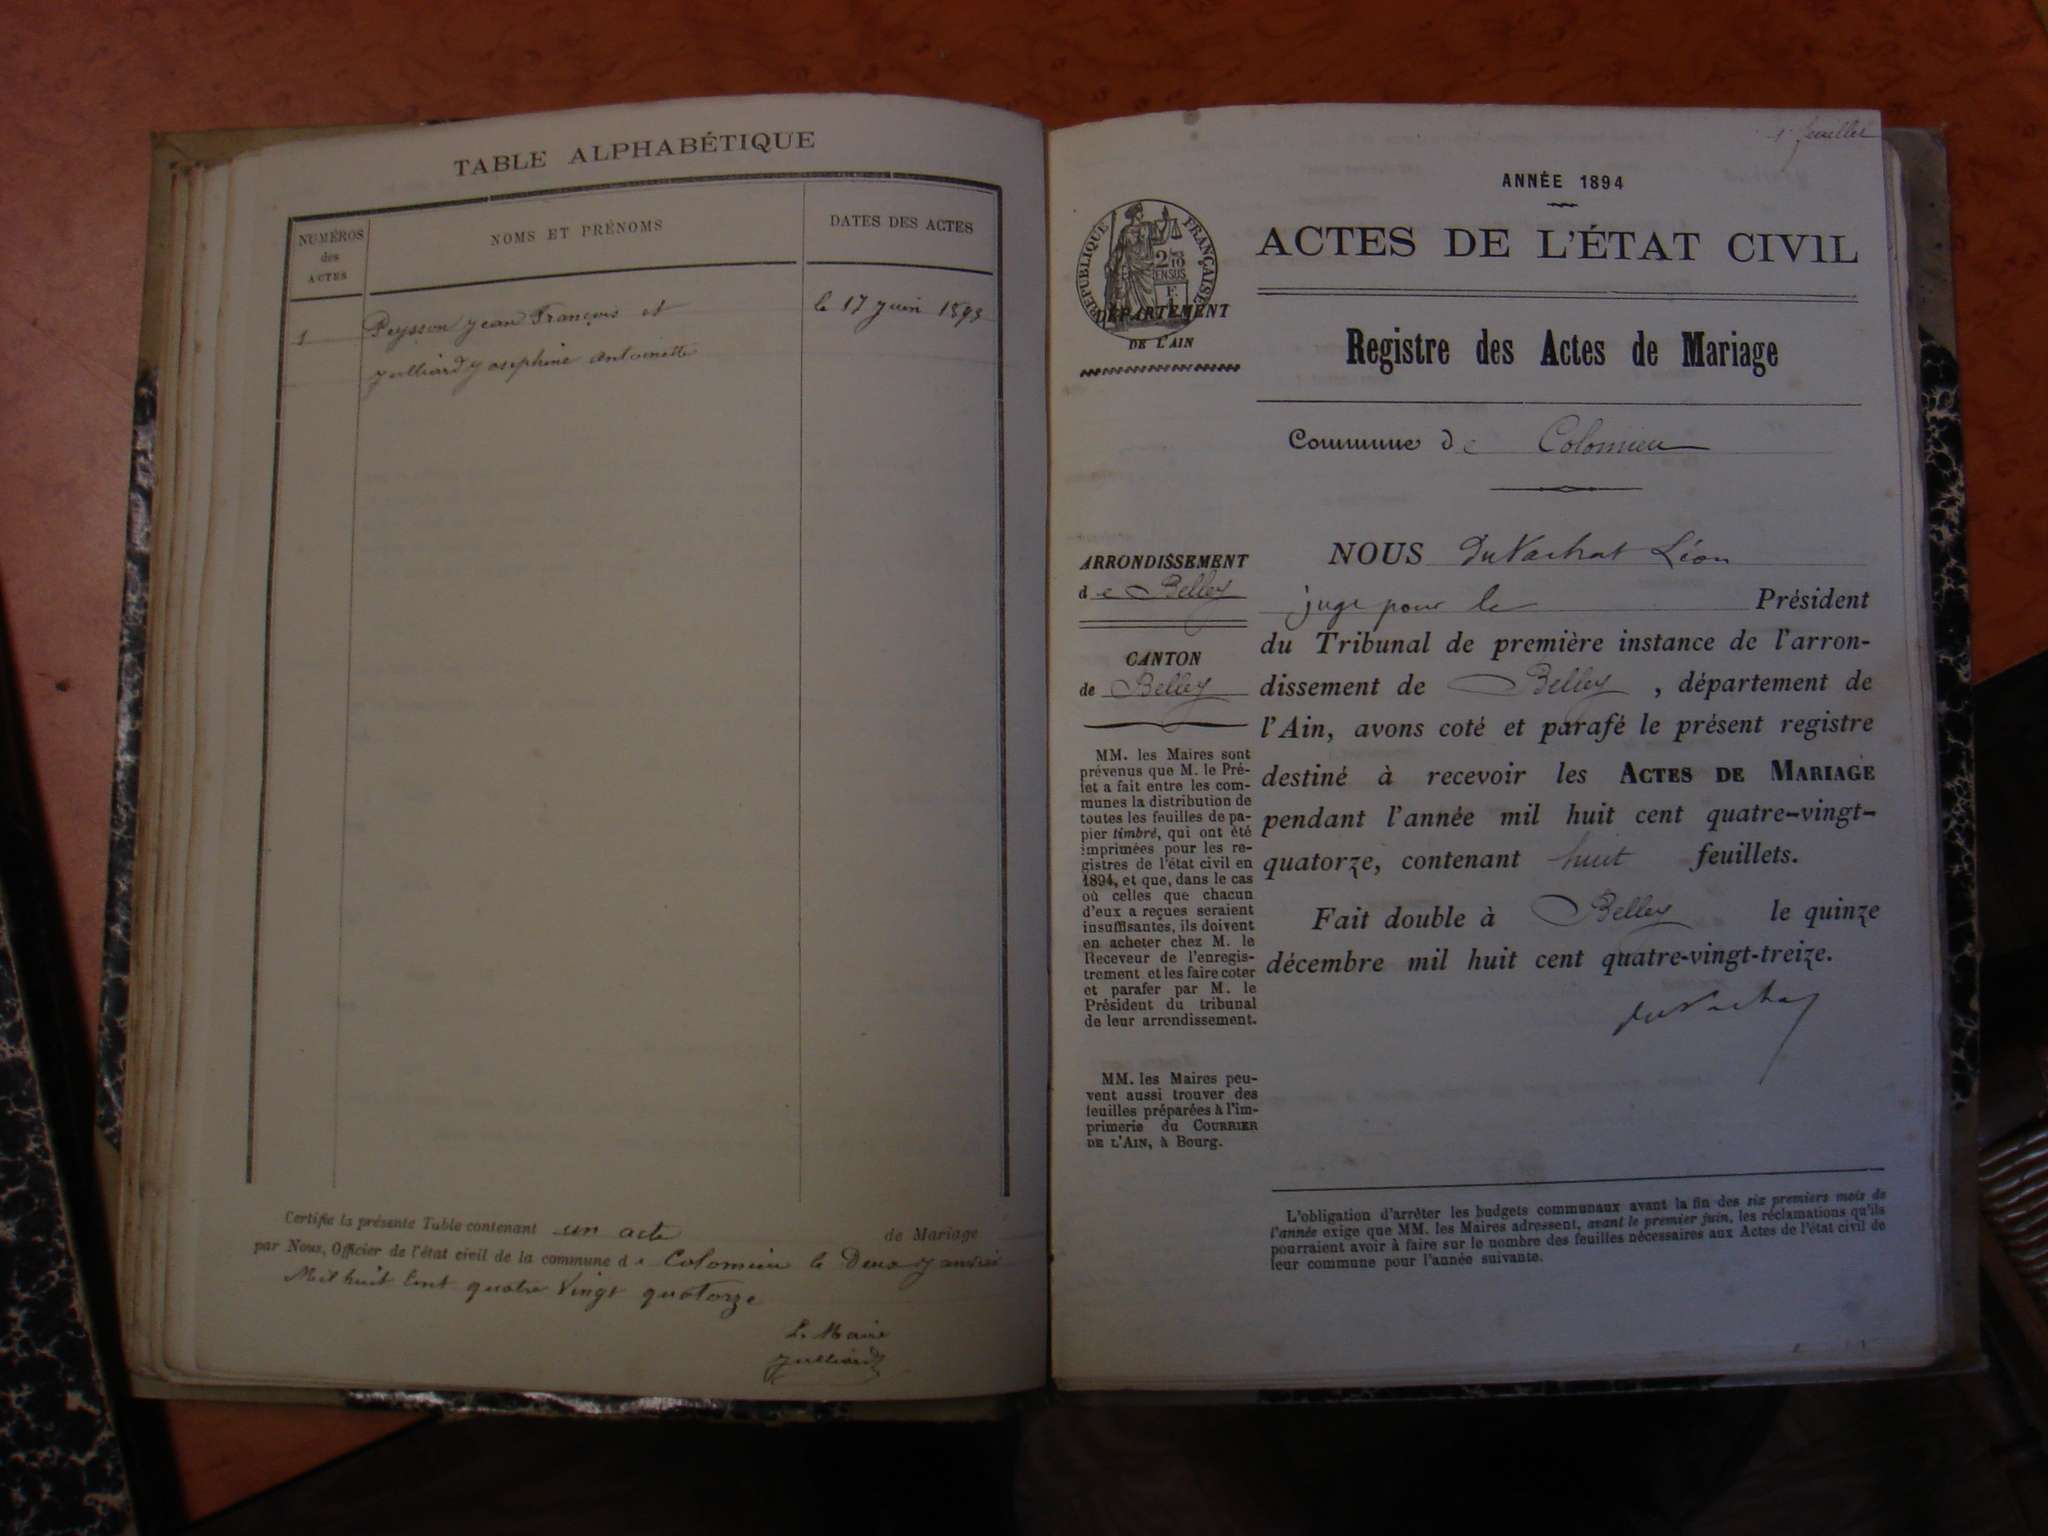 TABLE ALPHABÉTIQUE
NUMÉROS
des
ACTES
NOMS ET PRÉNOMS
DATES DES ACTES
1
Peysson Jean François et
Julliard Joséphine Antoinette
le 17 Juin 1893
Certifie la présente Table contenant un acte de Mariage
par Nous, Officier de l'état civil de la commune de Colomieu le Deux Janvier
Mil huit Cent quatre Vingt quatorze
Le Maire
Julliard
1er feuillet
ANNÉE 1894
ACTES DE L'ÉTAT CIVIL
RÉPUBLIQUE FRANÇAISE
DÉPARTEMENT
DE L'AIN
Registre des Actes de Mariage
Commune de Colomieu
ARRONDISSEMENT
de Belley
CANTON
de Belley
MM. les Maires sont
prévenus que M. le Pré-
fet a fait entre les com-
munes la distribution de
toutes les feuilles de pa-
pier timbré, qui ont été
imprimées pour les re-
gistres de l'état civil en
1894, et que, dans le cas
où celles que chacun
d'eux a reçues seraient
insuffisantes, ils doivent
en acheter chez M. le
Receveur de l'enregis-
trement et les faire coter
et parafer par M. le
Président du tribunal
de leur arrondissement.
MM. les Maires peu-
vent aussi trouver des
feuilles préparées à l'im-
primerie du COURRIER
DE L'AIN, à Bourg.
NOUS DuVachat Léon
juge pour le Président
du Tribunal de première instance de l'arron-
dissement de Belley, département de
l'Ain, avons coté et parafé le présent registre
destiné à recevoir les ACTES DE MARIAGE
pendant l'année mil huit cent quatre-vingt-
quatorze, contenant huit feuillets.
Fait double à Belley le quinze
décembre mil huit cent quatre-vingt-treize.
DuVachat
L'obligation d'arrêter les budgets communaux avant la fin des six premiers mois de
l'année exige que MM. les Maires adressent, avant le premier juin, les réclamations qu'ils
pourraient avoir à faire sur le nombre des feuilles nécessaires aux Actes de l'état civil de
leur commune pour l'année suivante.